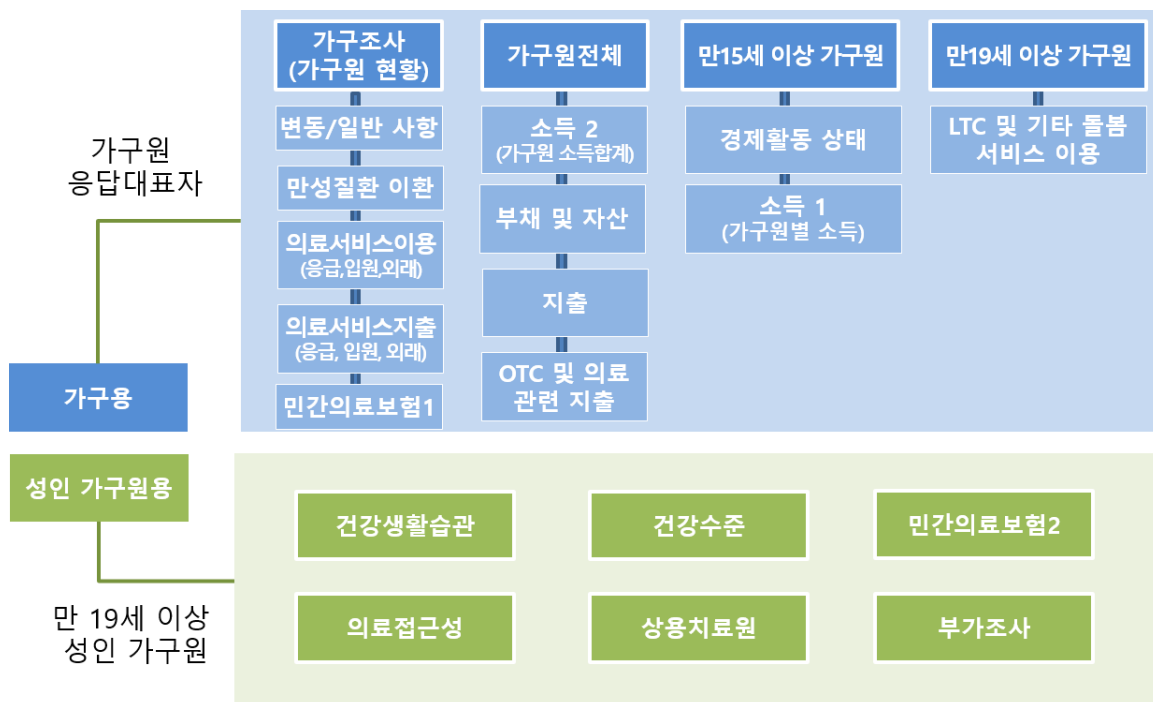 가구원
응답대표자
가구용
가구조사
(가구원 현황)
변동/일반 사항
만성질환 이환
의료서비스이용
(응급,입원,외래)
의료서비스지출
(응급, 입원, 외래)
민간의료보험1
가구원전체
소득 2
(가구원 소득합계)
부채 및 자산
지출
OTC 및 의료
관련 지출
만15세 이상 가구원
경제활동 상태
소득 1
(가구원별 소득)
만19세 이상 가구원
LTC 및 기타 돌봄
서비스 이용
성인 가구원용
만 19세 이상
성인 가구원
건강생활습관
건강수준
민간의료보험2
의료접근성
상용치료원
부가조사